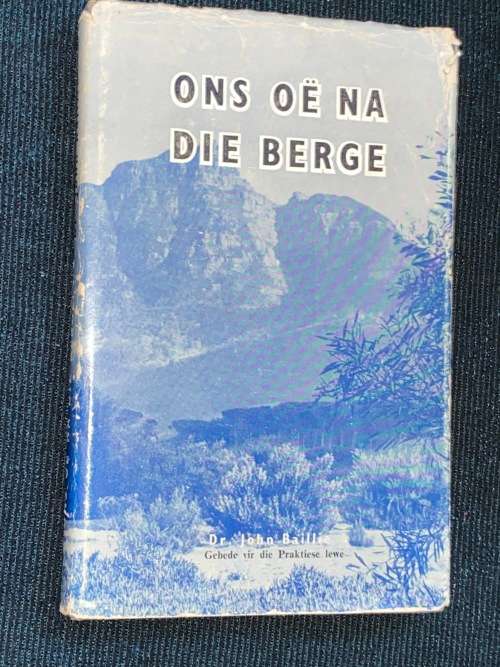 ONS OË NA
DIE BERGE
Dr. John Baillie
Gebede vir die Praktiese lewe